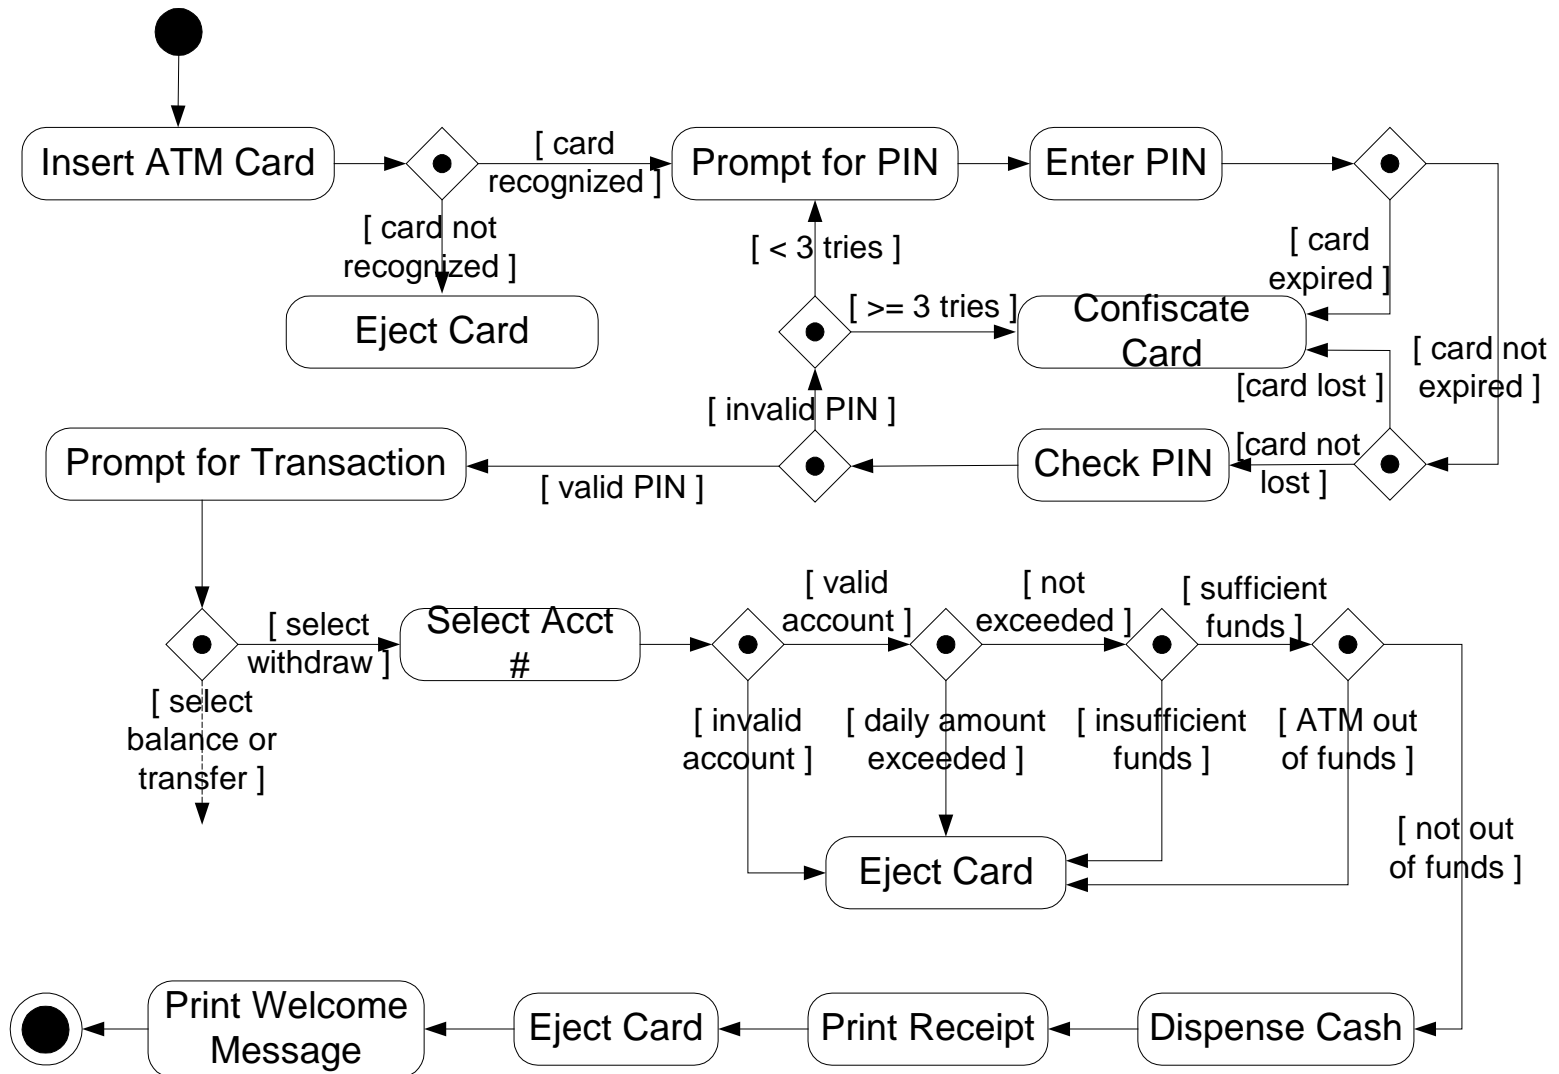 Insert ATM Card
[ card
recognized ]
Prompt for PIN
Enter PIN
[ card not
recognized ]
Eject Card
[ < 3 tries ]
[ >= 3 tries ]
[ card
expired ]
Confiscate
Card
[ card not
expired ]
[card lost ]
[ invalid PIN ]
Prompt for Transaction
[ valid PIN ]
Check PIN
[card not
lost ]
[ select
withdraw ]
Select Acct
#
[ valid
account ]
[ not
exceeded ]
[ sufficient
funds ]
[ select
balance or
transfer ]
[ invalid
account ]
[ daily amount
exceeded ]
[ insufficient
funds ]
[ ATM out
of funds ]
[ not out
of funds ]
Eject Card
Print Welcome
Message
Eject Card
Print Receipt
Dispense Cash